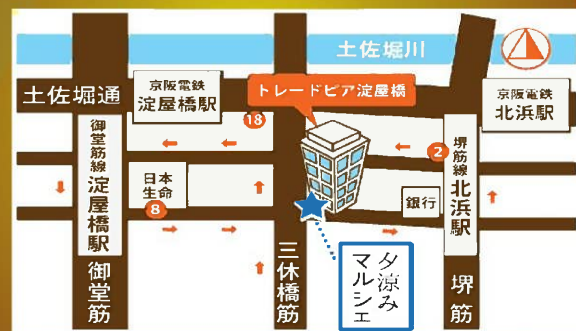 土佐堀川
土佐堀通
京阪電鉄
淀屋橋駅
トレードピア淀屋橋
京阪電鉄
北浜駅
18
2
御堂筋線
淀屋橋駅
日本
生命
8
堺筋線
北浜駅
銀行
夕涼み
マルシェ
御堂筋
三休橋筋
堺筋